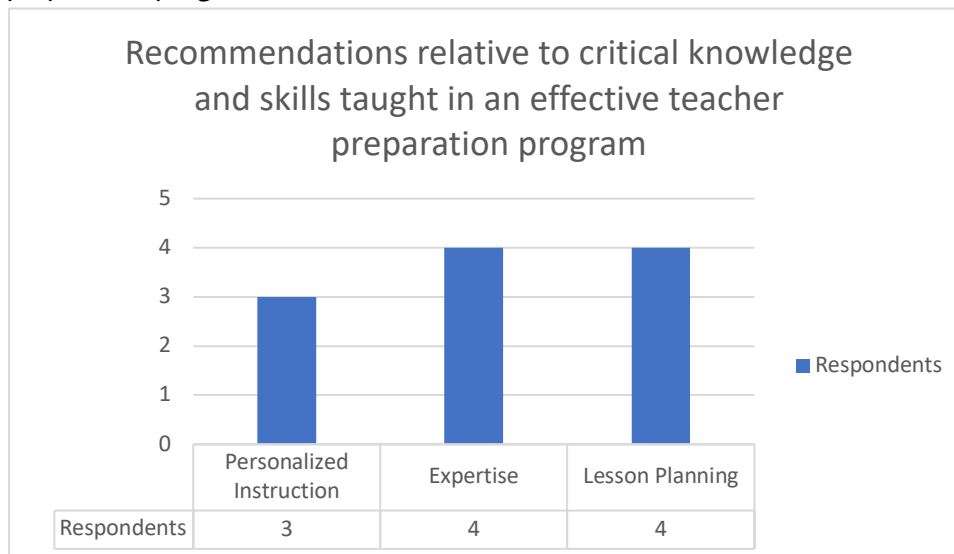 Recommendations relative to critical knowledge
and skills taught in an effective teacher
preparation program
5
4
3
2
1
0
Respondents
Personalized
Instruction
Expertise
Lesson Planning
Respondents 3 4 4